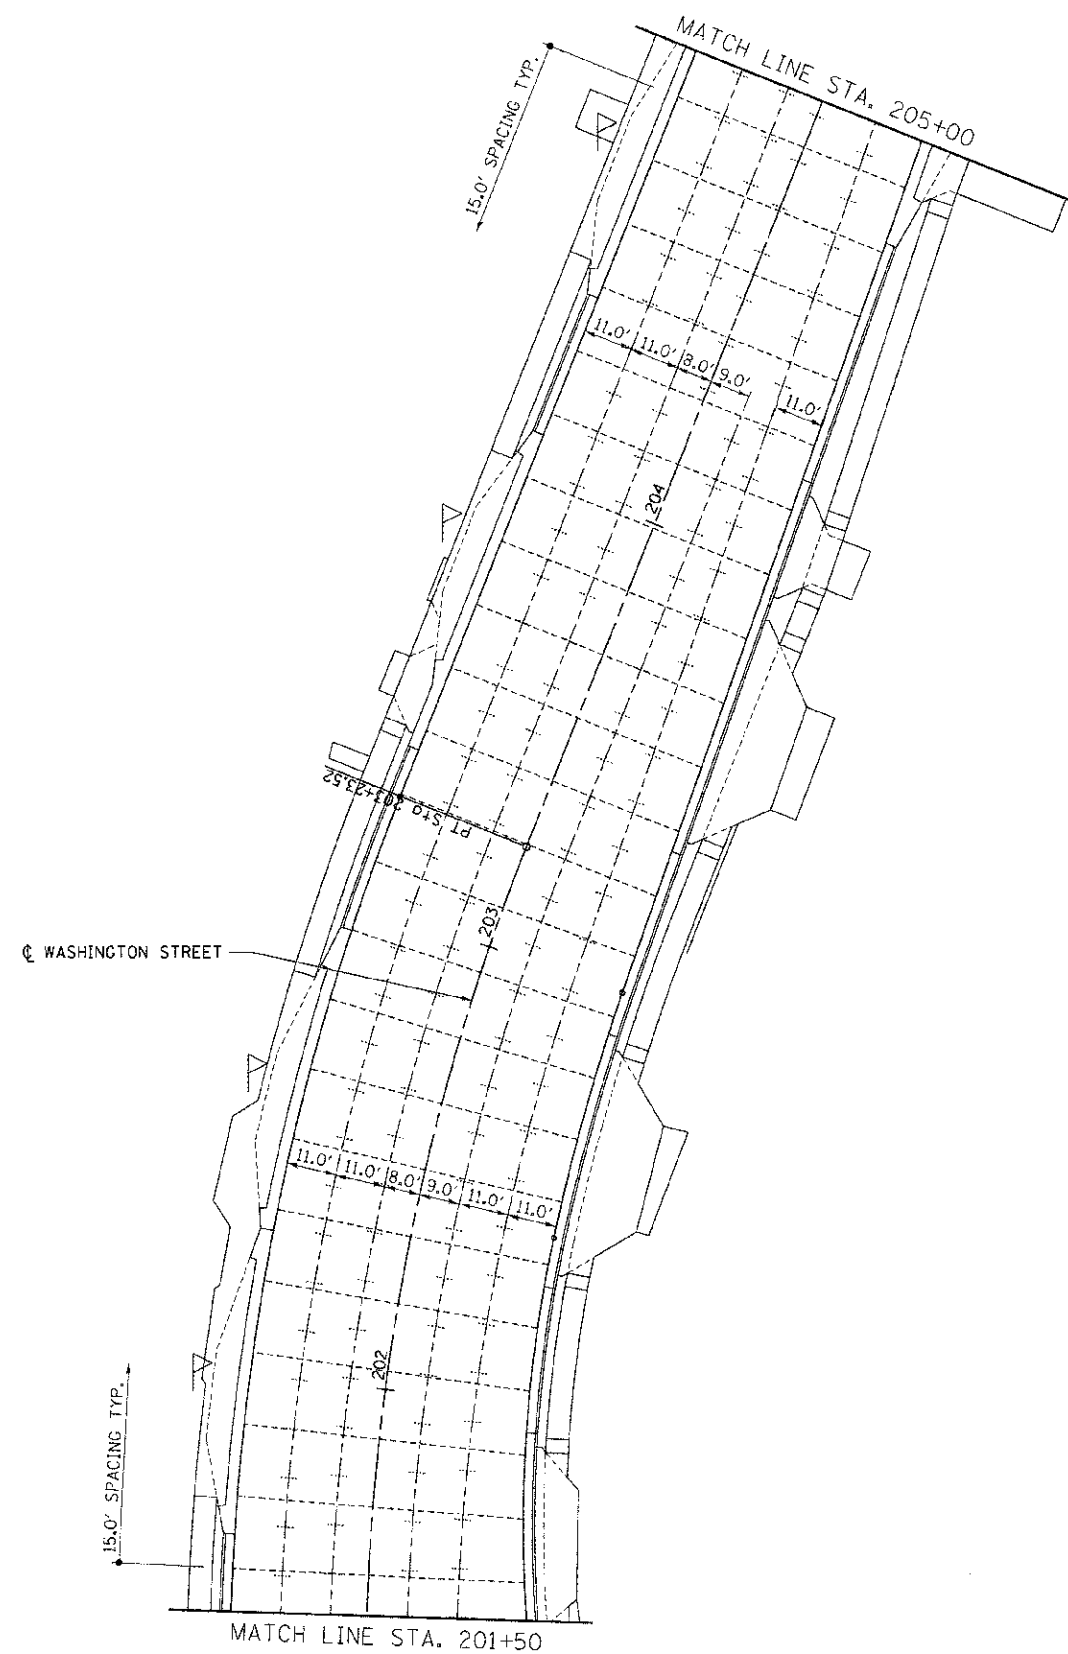 MATCH LINE STA. 205+00
15.0' SPACING TYP.
11.0' 11.0' 8.0' 9.0' 11.0'
204
PT Sta 203+23.52
203
℄ WASHINGTON STREET
11.0' 11.0' 8.0' 9.0' 11.0' 11.0'
202
15.0' SPACING TYP.
MATCH LINE STA. 201+50